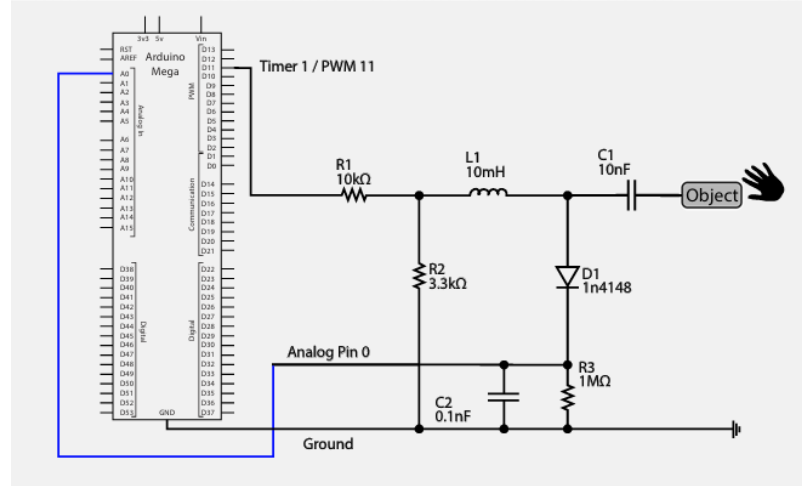 3v3 5v Vin
RST
AREF
Arduino
Mega
A0
A1
A2
A3
A4
A5
A6
A7
A8
A9
A10
A11
A12
A13
A14
A15
Analog In
D13
D12
D11
D10
D9
D8
D7
D6
D5
D4
D3
D2
D1
D0
PWM
D14
D15
D16
D17
D18
D19
D20
D21
Communication
D38
D39
D40
D41
D42
D43
D44
D45
D46
D47
D48
D49
D50
D51
D52
D53
Digital
D22
D23
D24
D25
D26
D27
D28
D29
D30
D31
D32
D33
D34
D35
D36
D37
Digital
GND
Timer 1 / PWM 11
R1
10kΩ
L1
10mH
C1
10nF
Object
R2
3.3kΩ
D1
1n4148
Analog Pin 0
R3
1MΩ
C2
0.1nF
Ground